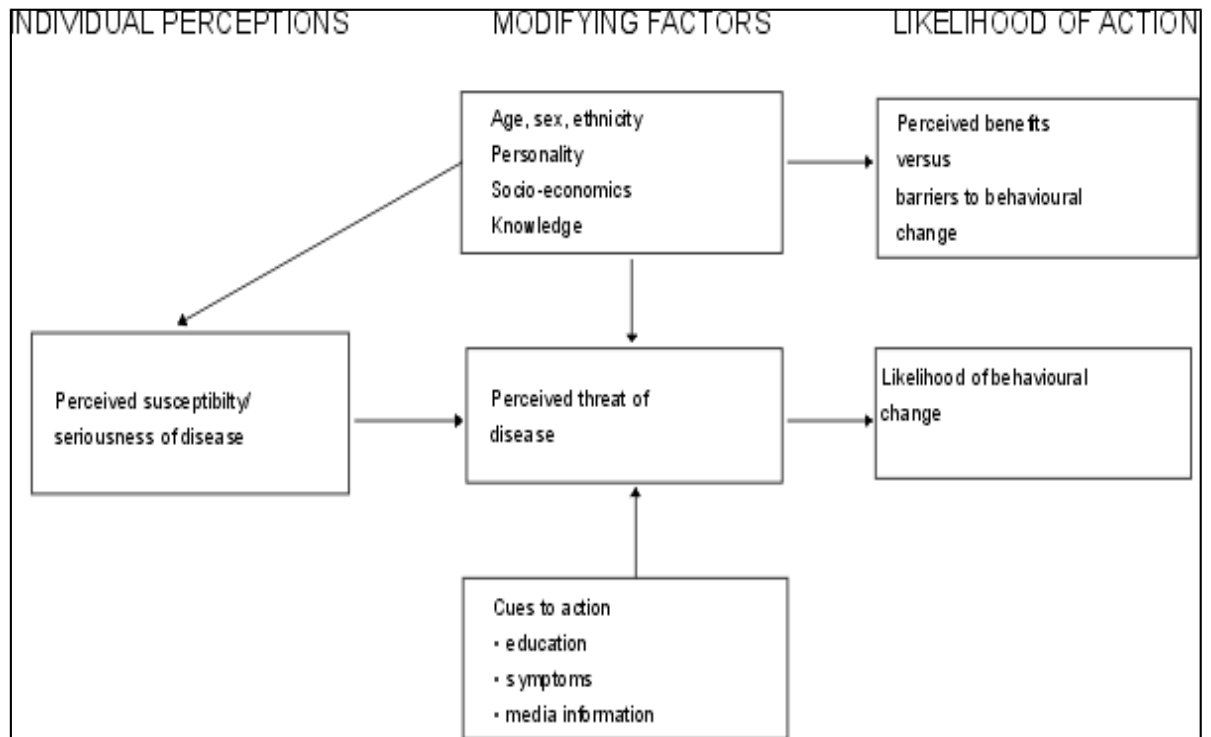 INDIVIDUAL PERCEPTIONS
MODIFYING FACTORS
LIKELIHOOD OF ACTION
Age, sex, ethnicity
Personality
Socio-economics
Knowledge
Perceived benefits
versus
barriers to behavioural
change
Perceived susceptibilty/
seriousness of disease
Perceived threat of
disease
Likelihood of behavioural
change
Cues to action
• education
• symptoms
• media information